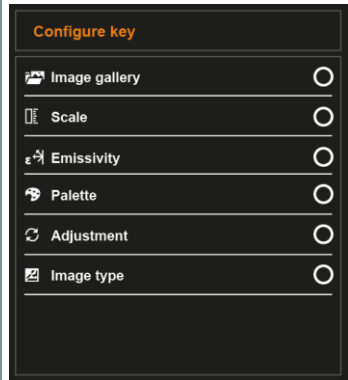 Configure key
Image gallery
Scale
Emissivity
Palette
Adjustment
Image type